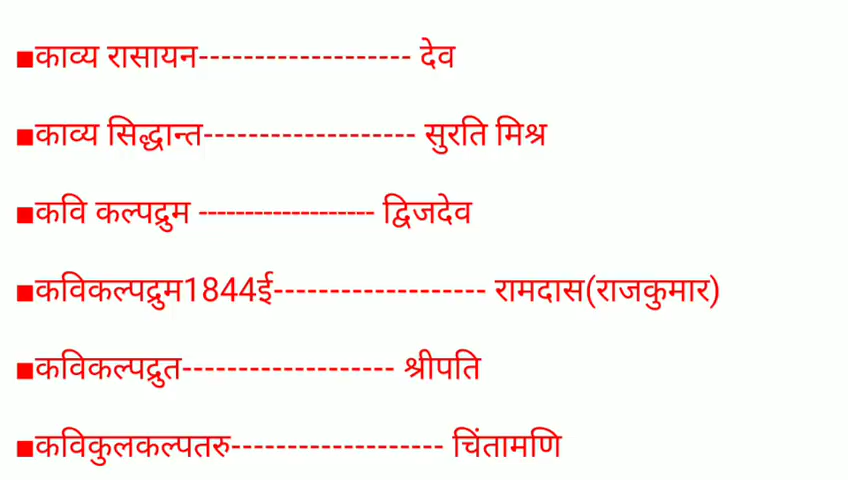 ■काव्य रासायन------------------- देव
■काव्य सिद्धान्त------------------- सुरति मिश्र
■कवि कल्पद्रुम ------------------- द्विजदेव
■कविकल्पद्रुम1844ई------------------- रामदास(राजकुमार)
■कविकल्पद्रुत------------------- श्रीपति
■कविकुलकल्पतरु------------------- चिंतामणि